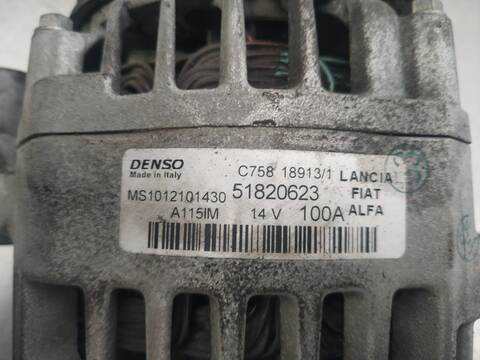 DENSO C758 18913/1 LANCIA
Made in Italy
MS1012101430 51820623 FIAT
A115IM 14 V 100A ALFA